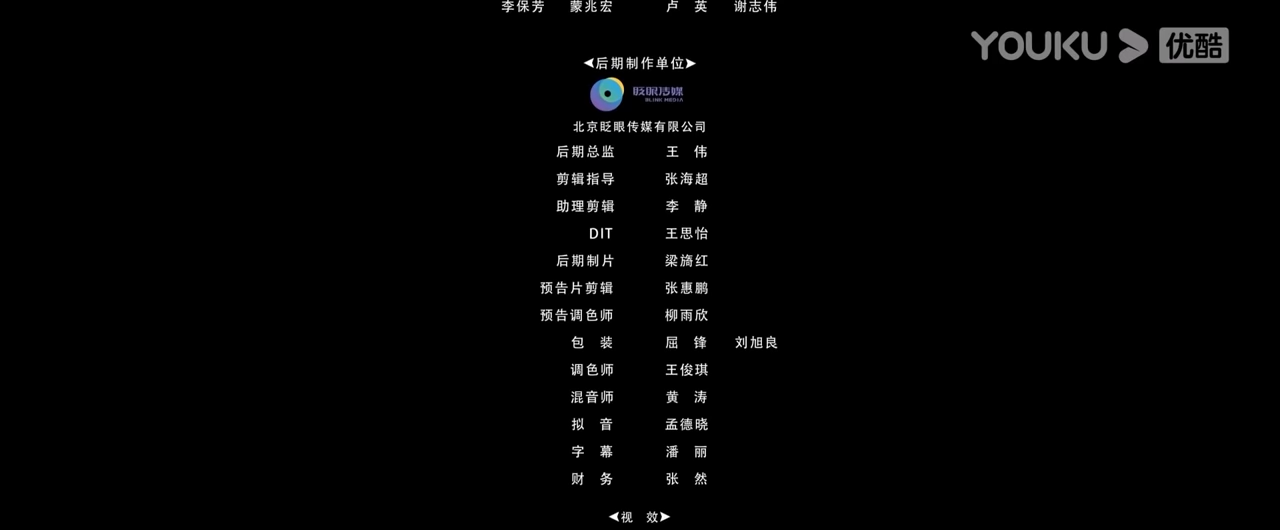 李保芳 蒙兆宏 卢 英 谢志伟
YOUKU 优酷
◀后期制作单位▶
眨眼传媒
BLINK MEDIA
北京眨眼传媒有限公司
后期总监 王 伟
剪辑指导 张海超
助理剪辑 李 静
DIT 王思怡
后期制片 梁旖红
预告片剪辑 张惠鹏
预告调色师 柳雨欣
包 装 屈 锋 刘旭良
调色师 王俊琪
混音师 黄 涛
拟 音 孟德晓
字 幕 潘 丽
财 务 张 然
◀视 效▶